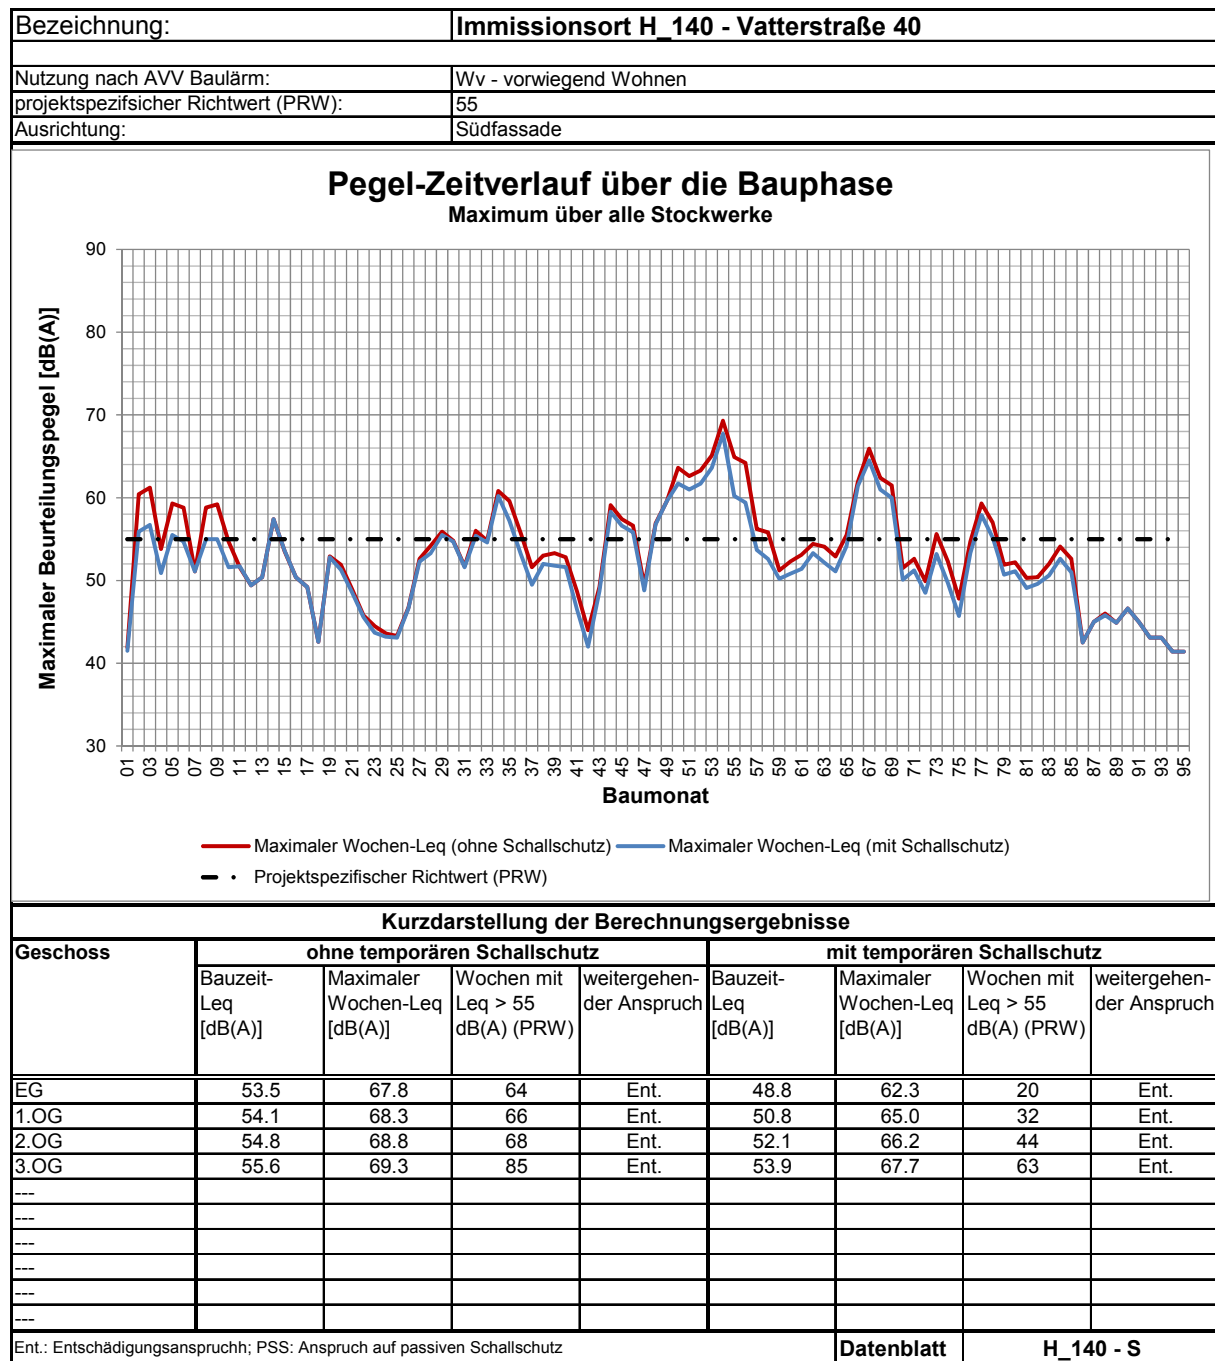 Bezeichnung: Immissionsort H_140 - Vatterstraße 40
Nutzung nach AVV Baulärm: Wv - vorwiegend Wohnen
projektspezifsicher Richtwert (PRW): 55
Ausrichtung: Südfassade
Pegel-Zeitverlauf über die Bauphase
Maximum über alle Stockwerke
Maximaler Beurteilungspegel [dB(A)]
90
80
70
60
50
40
30
01 03 05 07 09 11 13 15 17 19 21 23 25 27 29 31 33 35 37 39 41 43 45 47 49 51 53 55 57 59 61 63 65 67 69 71 73 75 77 79 81 83 85 87 89 91 93 95
Baumonat
Maximaler Wochen-Leq (ohne Schallschutz) Maximaler Wochen-Leq (mit Schallschutz)
Projektspezifischer Richtwert (PRW)
Kurzdarstellung der Berechnungsergebnisse
Geschoss ohne temporären Schallschutz mit temporären Schallschutz
Bauzeit- Maximaler Wochen mit weitergehen- Bauzeit- Maximaler Wochen mit weitergehen-
Leq Wochen-Leq Leq > 55 der Anspruch Leq Wochen-Leq Leq > 55 der Anspruch
[dB(A)] [dB(A)] dB(A) (PRW) [dB(A)] [dB(A)] dB(A) (PRW)
EG 53.5 67.8 64 Ent. 48.8 62.3 20 Ent.
1.OG 54.1 68.3 66 Ent. 50.8 65.0 32 Ent.
2.OG 54.8 68.8 68 Ent. 52.1 66.2 44 Ent.
3.OG 55.6 69.3 85 Ent. 53.9 67.7 63 Ent.
---
---
---
---
---
---
Ent.: Entschädigungsanspruchh; PSS: Anspruch auf passiven Schallschutz Datenblatt H_140 - S